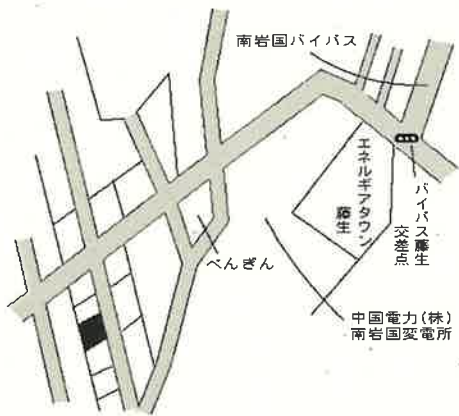 南岩国バイパス
エネルギアタウン
藤生
バイパス藤生
交差点
べんぎん
中国電力(株)
南岩国変電所